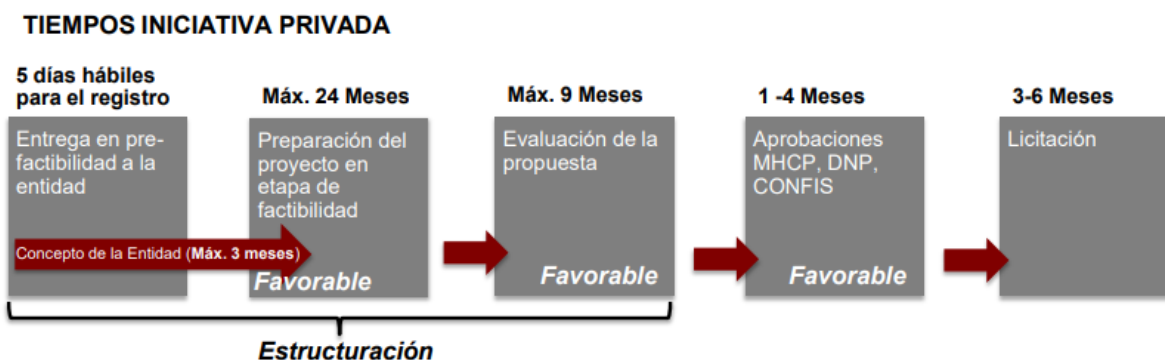 TIEMPOS INICIATIVA PRIVADA
5 días hábiles
para el registro
Entrega en pre-
factibilidad a la
entidad
Concepto de la Entidad (Máx. 3 meses)
Máx. 24 Meses
Preparación del
proyecto en
etapa de
factibilidad
Favorable
Máx. 9 Meses
Evaluación de la
propuesta
Favorable
1 -4 Meses
Aprobaciones
MHCP, DNP,
CONFIS
Favorable
3-6 Meses
Licitación
Estructuración